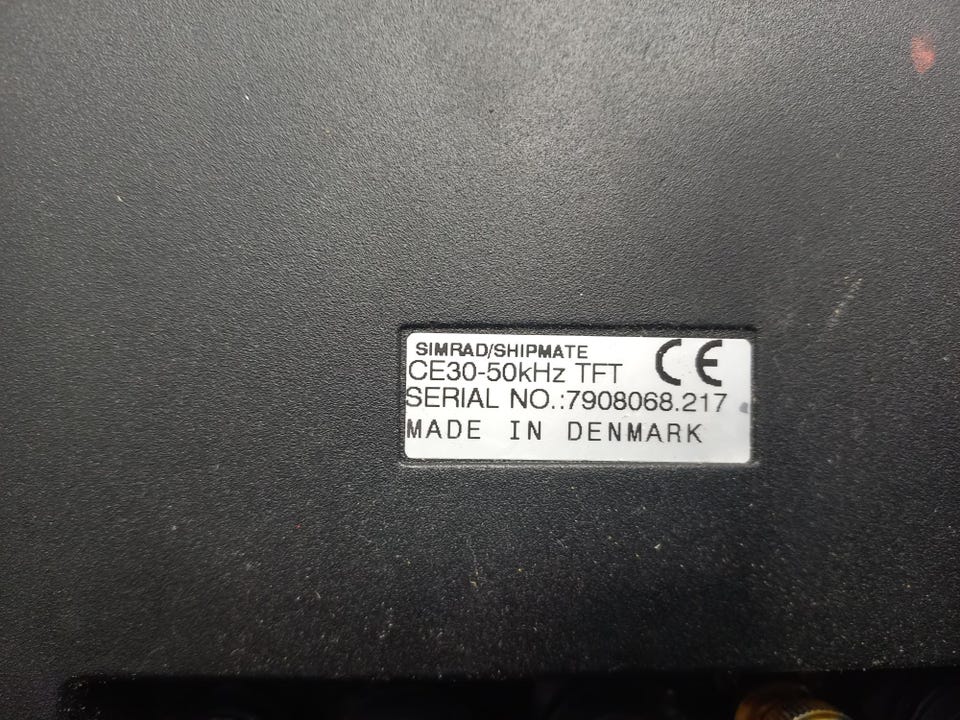 SIMRAD/SHIPMATE CE
CE30-50kHz TFT
SERIAL NO.:7908068.217
MADE IN DENMARK